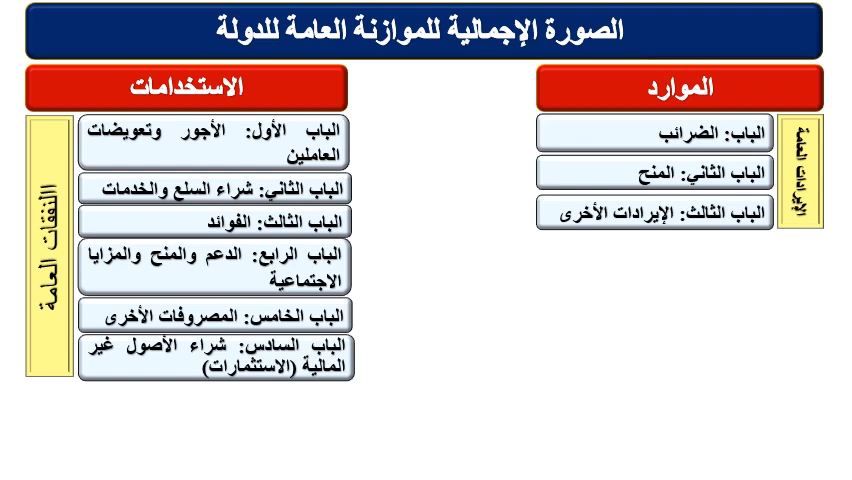 الصورة الإجمالية للموازنة العامة للدولة
الموارد
الإيرادات العامة
الباب: الضرائب
الباب الثاني: المنح
الباب الثالث: الإيرادات الأخرى
الاستخدامات
الباب الأول: الأجور وتعويضات
العاملين
الباب الثاني: شراء السلع والخدمات
الباب الثالث: الفوائد
الباب الرابع: الدعم والمنح والمزايا
الاجتماعية
الباب الخامس: المصروفات الأخرى
الباب السادس: شراء الأصول غير
المالية (الاستثمارات)
االنفقات العامة